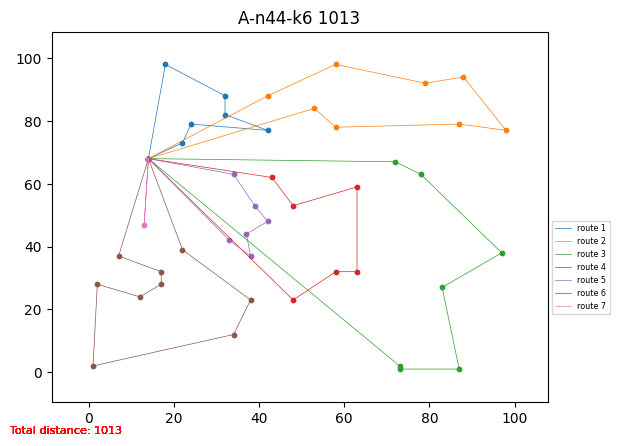 A-n44-k6 1013
100
80
60
40
20
0
0 20 40 60 80 100
route 1
route 2
route 3
route 4
route 5
route 6
route 7
Total distance: 1013